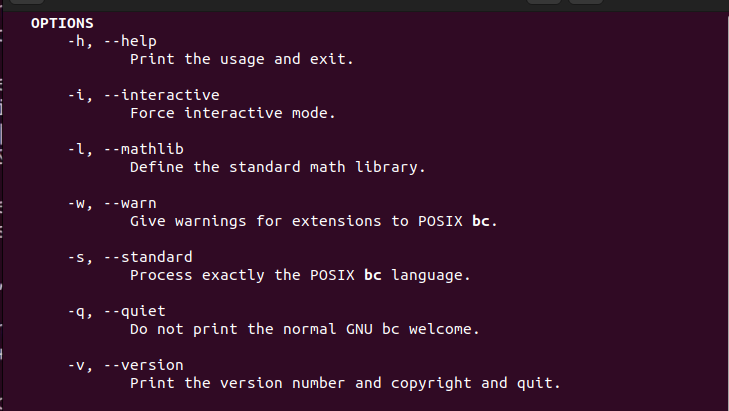 OPTIONS
-h, --help
Print the usage and exit.
-i, --interactive
Force interactive mode.
-l, --mathlib
Define the standard math library.
-w, --warn
Give warnings for extensions to POSIX bc.
-s, --standard
Process exactly the POSIX bc language.
-q, --quiet
Do not print the normal GNU bc welcome.
-v, --version
Print the version number and copyright and quit.